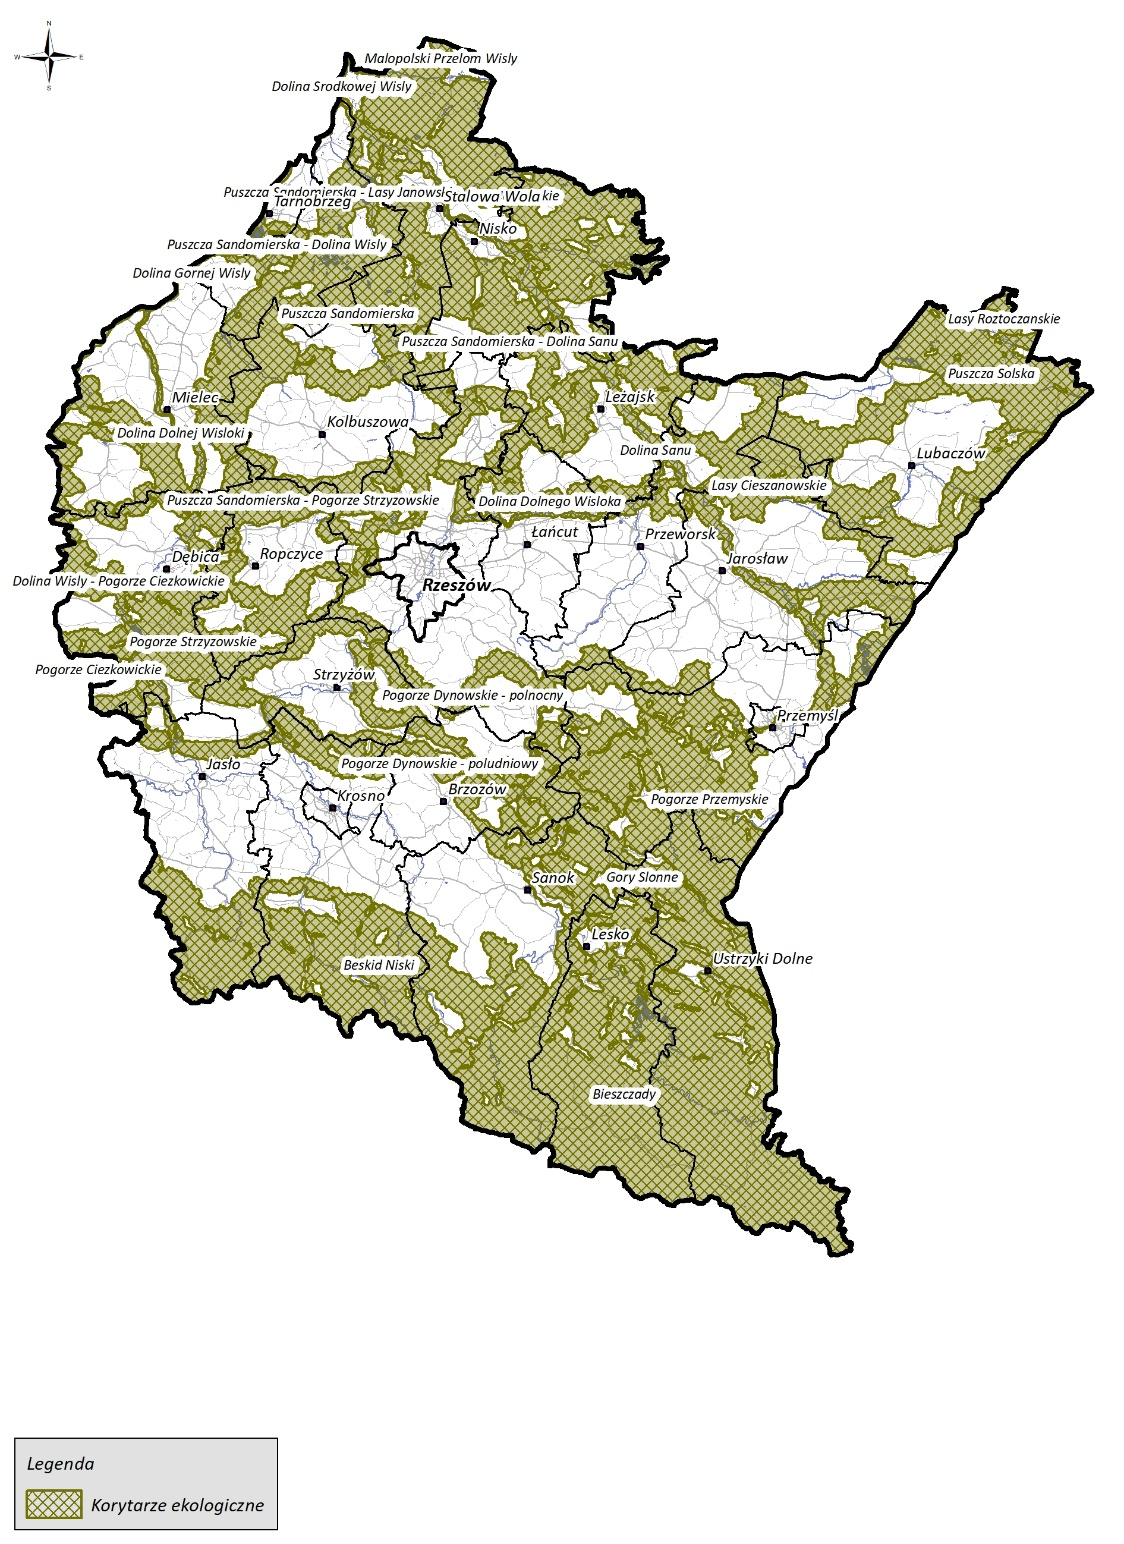 N
W
E
S
Malopolski Przelom Wisly
Dolina Srodkowej Wisly
Puszcza Sandomierska - Lasy Janowskie
Stalowa Wola
Tarnobrzeg
Nisko
Puszcza Sandomierska - Dolina Wisly
Dolina Gornej Wisly
Puszcza Sandomierska
Lasy Roztoczanskie
Puszcza Sandomierska - Dolina Sanu
Puszcza Solska
Mielec
Leżajsk
Kolbuszowa
Dolina Dolnej Wisloki
Dolina Sanu
Lubaczów
Lasy Cieszanowskie
Puszcza Sandomierska - Pogorze Strzyzowskie
Dolina Dolnego Wisloka
Łańcut
Przeworsk
Dębica
Ropczyce
Jarosław
Dolina Wisly - Pogorze Ciezkowickie
Rzeszów
Pogorze Strzyzowskie
Pogorze Ciezkowickie
Strzyżów
Pogorze Dynowskie - polnocny
Przemyśl
Jasło
Pogorze Dynowskie - poludniowy
Krosno
Brzozów
Pogorze Przemyskie
Sanok
Gory Slonne
Lesko
Beskid Niski
Ustrzyki Dolne
Bieszczady
Legenda
Korytarze ekologiczne